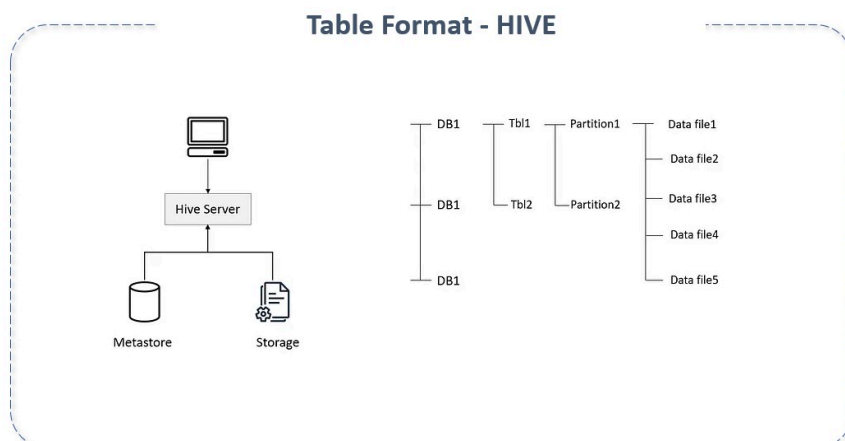 Table Format - HIVE
Hive Server
Metastore
Storage
DB1
Tbl1
Partition1
Data file1
Data file2
DB1
Tbl2
Partition2
Data file3
Data file4
DB1
Data file5